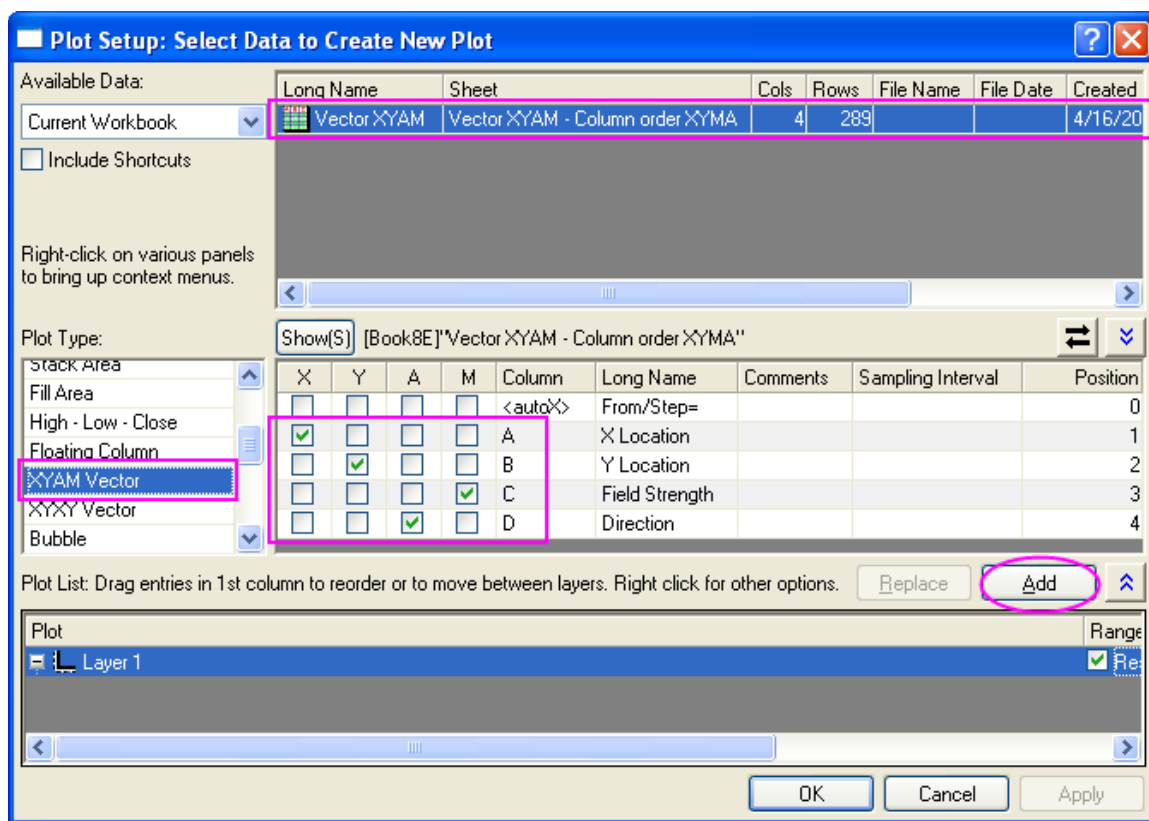 Plot Setup: Select Data to Create New Plot
Available Data:
Current Workbook
Include Shortcuts
Right-click on various panels
to bring up context menus.
Long Name Sheet Cols Rows File Name File Date Created
Vector XYAM Vector XYAM - Column order XYMA 4 289 4/16/20
Plot Type:
Stack Area
Fill Area
High - Low - Close
Floating Column
XYAM Vector
XYXY Vector
Bubble
Show(S) [Book8E]"Vector XYAM - Column order XYMA"
X Y A M Column Long Name Comments Sampling Interval Position
<autoX> From/Step= 0
A X Location 1
B Y Location 2
C Field Strength 3
D Direction 4
Plot List: Drag entries in 1st column to reorder or to move between layers. Right click for other options.
Replace
Add
Plot Range
Layer 1 Re
OK Cancel Apply